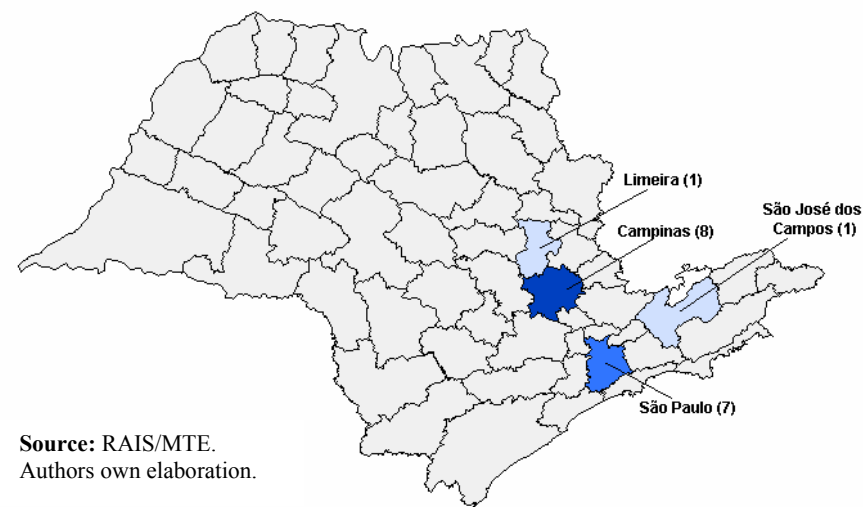 Limeira (1)
São José dos
Campos (1)
Campinas (8)
São Paulo (7)
Source: RAIS/MTE.
Authors own elaboration.